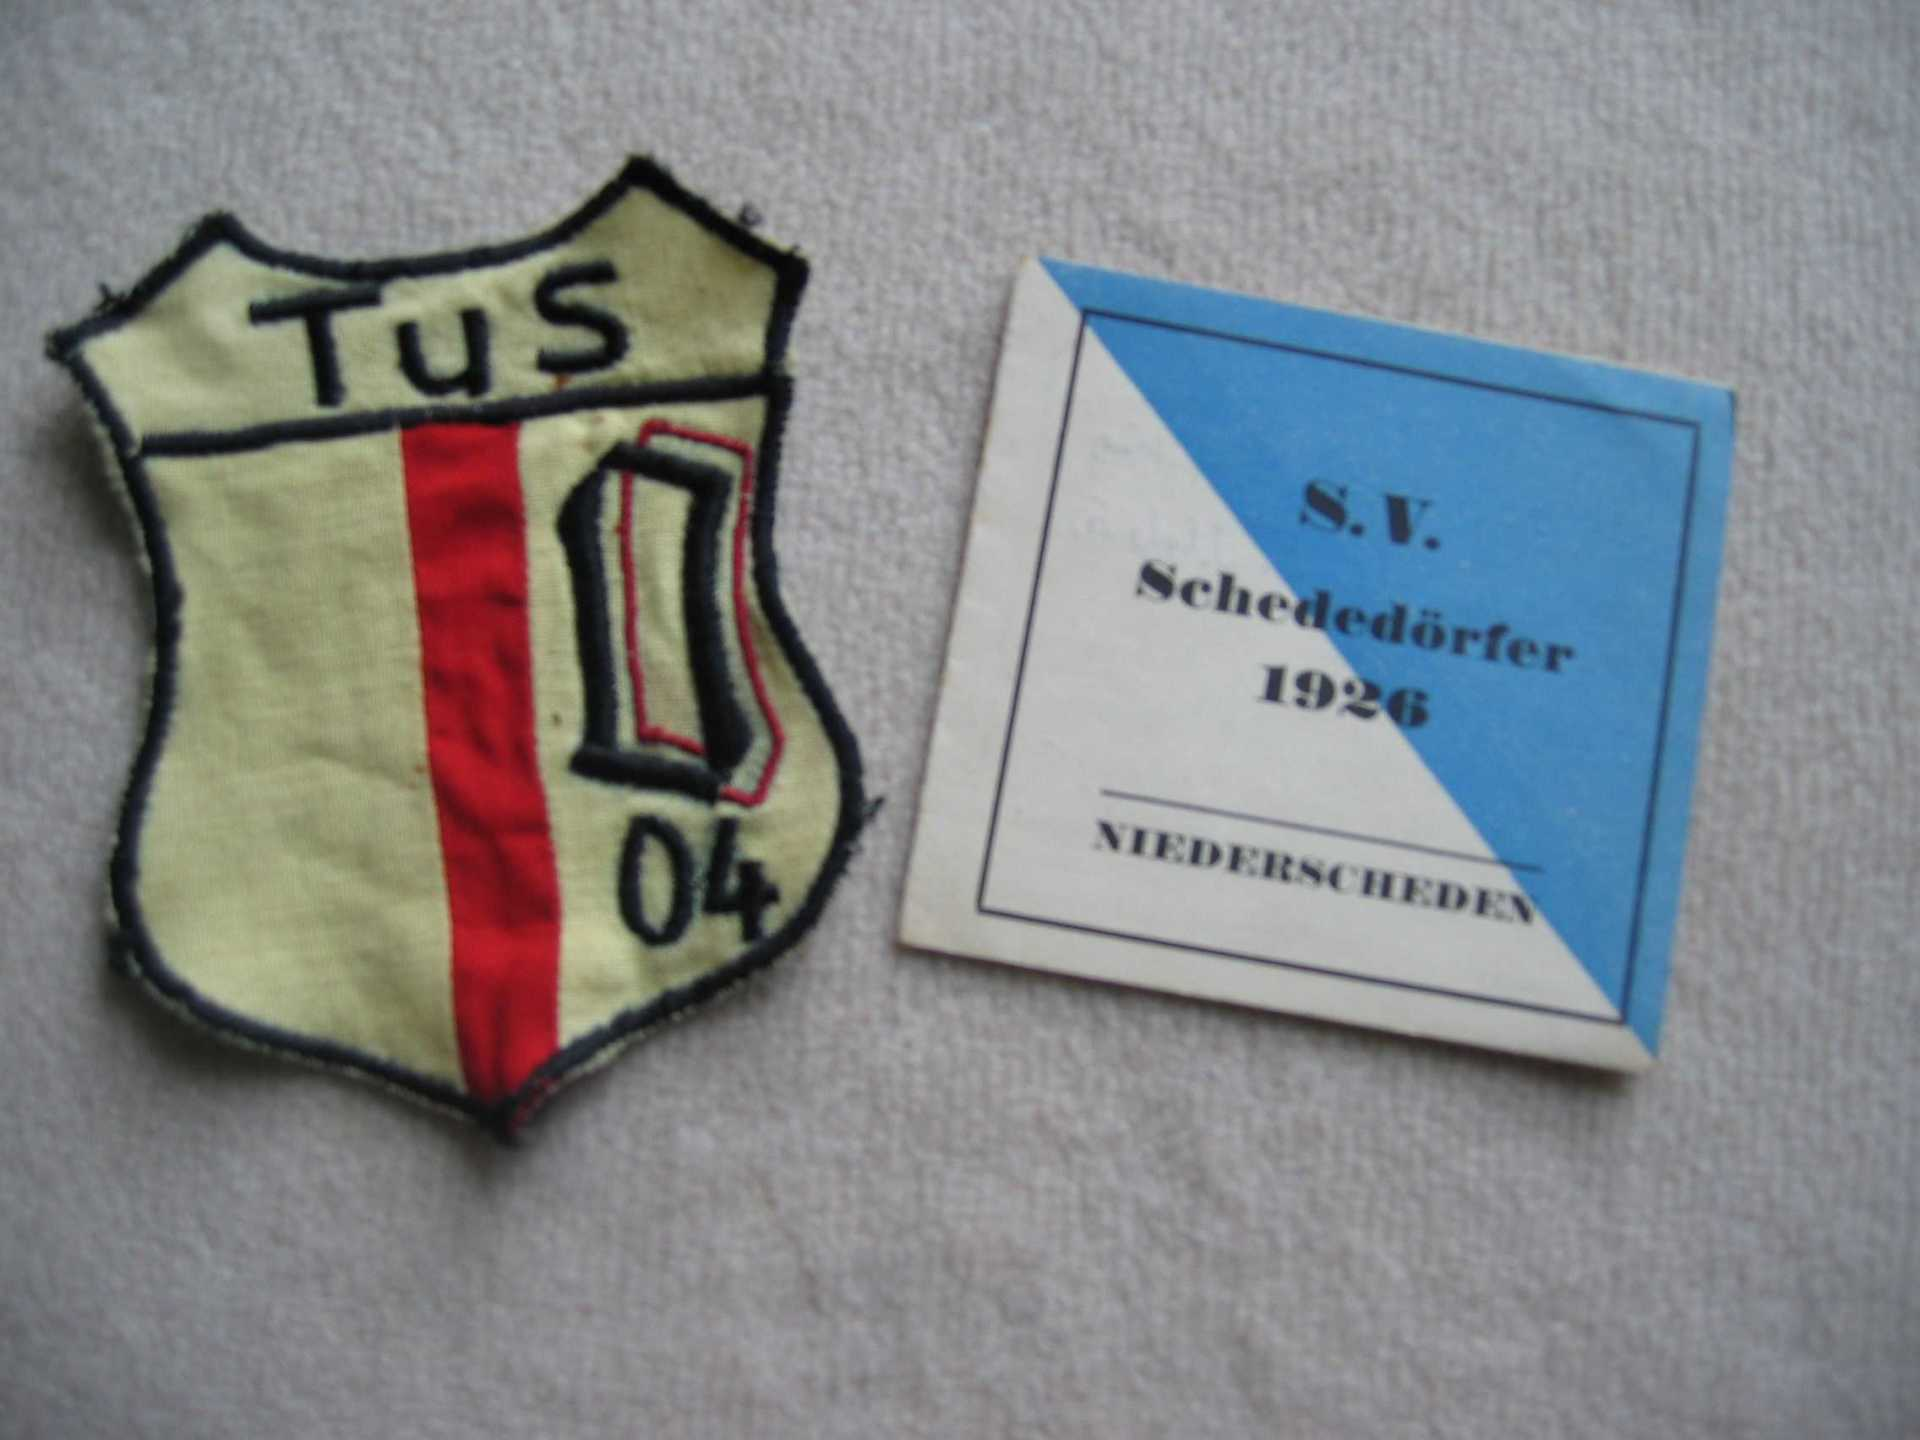 TuS
D
04
S.V.
Schededörfer
1926
NIEDERSCHEDEN